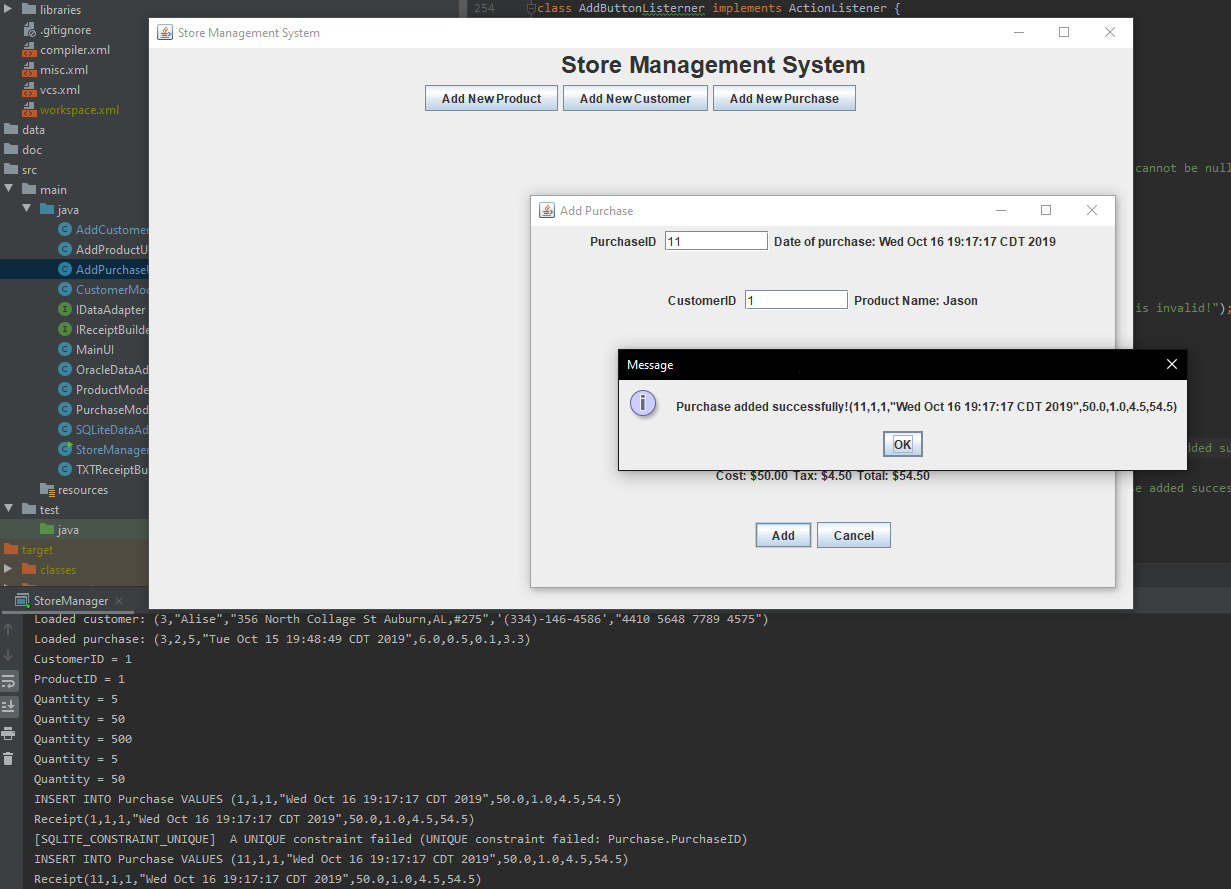 libraries
.gitignore
compiler.xml
misc.xml
vcs.xml
workspace.xml
data
doc
src
main
java
AddCustomer
AddProductU
AddPurchaseU
CustomerMod
IDataAdapter
IReceiptBuilde
MainUI
OracleDataAd
ProductMode
PurchaseMod
SQLiteDataAd
StoreManager
TXTReceiptBu
resources
test
java
target
classes
254 class AddButtonListerner implements ActionListener {
cannot be null
is invalid!");
dded su
e added succes
Store Management System
Store Management System
Add New Product Add New Customer Add New Purchase
Add Purchase
PurchaseID 11 Date of purchase: Wed Oct 16 19:17:17 CDT 2019
CustomerID 1 Product Name: Jason
Message
Purchase added successfully!(11,1,1,"Wed Oct 16 19:17:17 CDT 2019",50.0,1.0,4.5,54.5)
OK
Cost: $50.00 Tax: $4.50 Total: $54.50
Add Cancel
StoreManager
Loaded customer: (3,"Alise","356 North Collage St Auburn,AL,#275",'(334)-146-4586',"4410 5648 7789 4575")
Loaded purchase: (3,2,5,"Tue Oct 15 19:48:49 CDT 2019",6.0,0.5,0.1,3.3)
CustomerID = 1
ProductID = 1
Quantity = 5
Quantity = 50
Quantity = 500
Quantity = 5
Quantity = 50
INSERT INTO Purchase VALUES (1,1,1,"Wed Oct 16 19:17:17 CDT 2019",50.0,1.0,4.5,54.5)
Receipt(1,1,1,"Wed Oct 16 19:17:17 CDT 2019",50.0,1.0,4.5,54.5)
[SQLITE_CONSTRAINT_UNIQUE]  A UNIQUE constraint failed (UNIQUE constraint failed: Purchase.PurchaseID)
INSERT INTO Purchase VALUES (11,1,1,"Wed Oct 16 19:17:17 CDT 2019",50.0,1.0,4.5,54.5)
Receipt(11,1,1,"Wed Oct 16 19:17:17 CDT 2019",50.0,1.0,4.5,54.5)